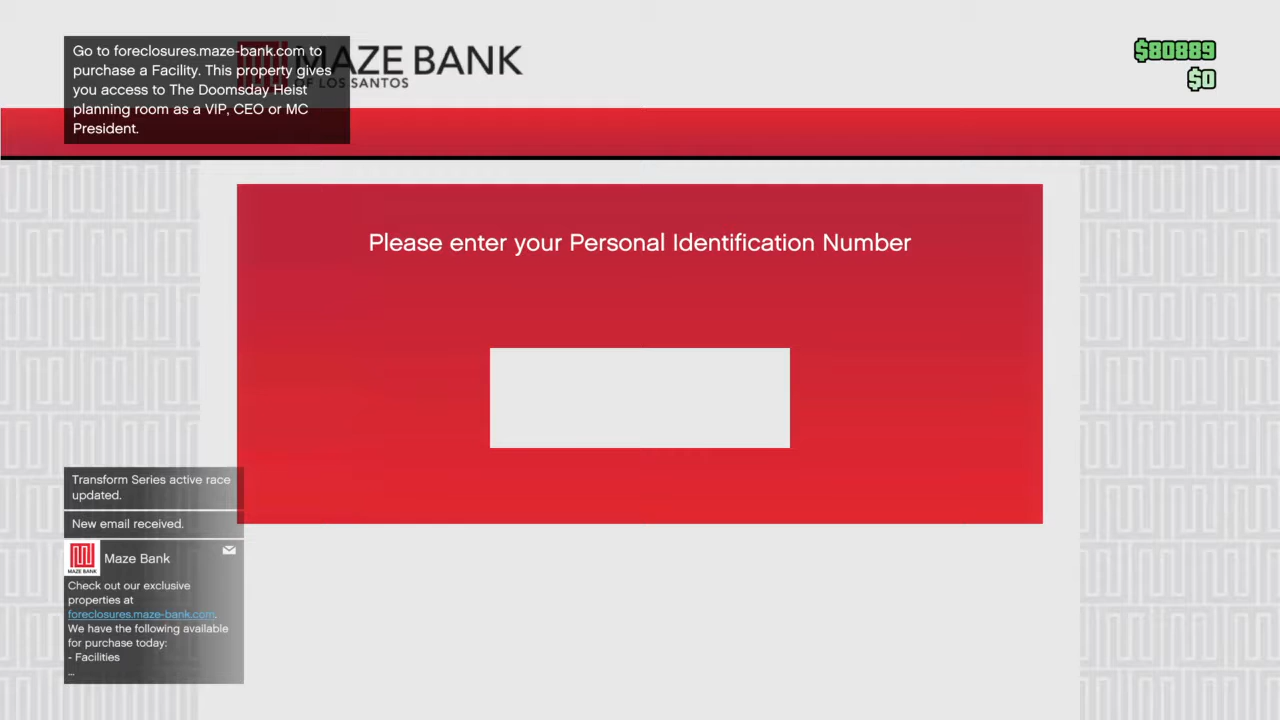 Go to foreclosures.maze-bank.com to
purchase a Facility. This property gives
you access to The Doomsday Heist
planning room as a VIP, CEO or MC
President.
MAZE BANK
OF LOS SANTOS
$80889
$0
Please enter your Personal Identification Number
Transform Series active race
updated.
New email received.
MAZE BANK
Maze Bank
Check out our exclusive
properties at
foreclosures.maze-bank.com.
We have the following available
for purchase today:
- Facilities
...